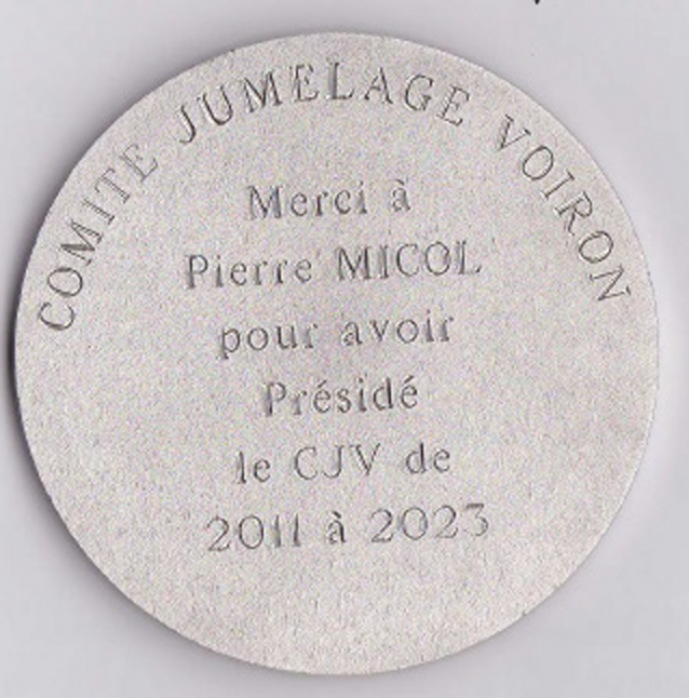 COMITE JUMELAGE VOIRON
Merci à
Pierre MICOL
pour avoir
Présidé
le CJV de
2011 à 2023